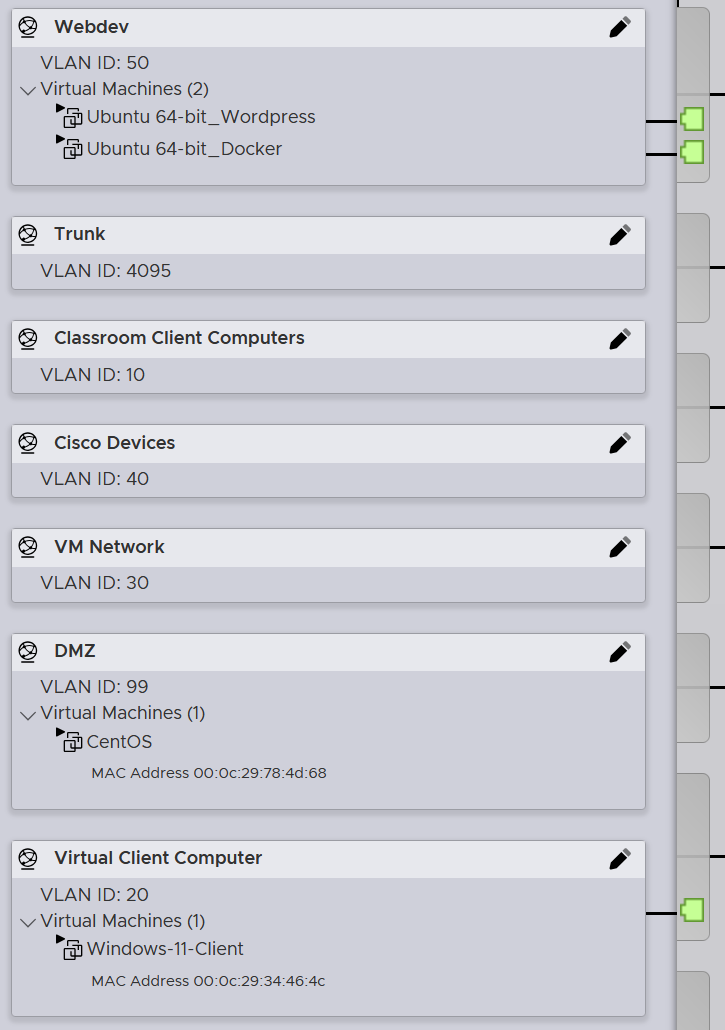 Webdev
VLAN ID: 50
Virtual Machines (2)
Ubuntu 64-bit_Wordpress
Ubuntu 64-bit_Docker
Trunk
VLAN ID: 4095
Classroom Client Computers
VLAN ID: 10
Cisco Devices
VLAN ID: 40
VM Network
VLAN ID: 30
DMZ
VLAN ID: 99
Virtual Machines (1)
CentOS
MAC Address 00:0c:29:78:4d:68
Virtual Client Computer
VLAN ID: 20
Virtual Machines (1)
Windows-11-Client
MAC Address 00:0c:29:34:46:4c